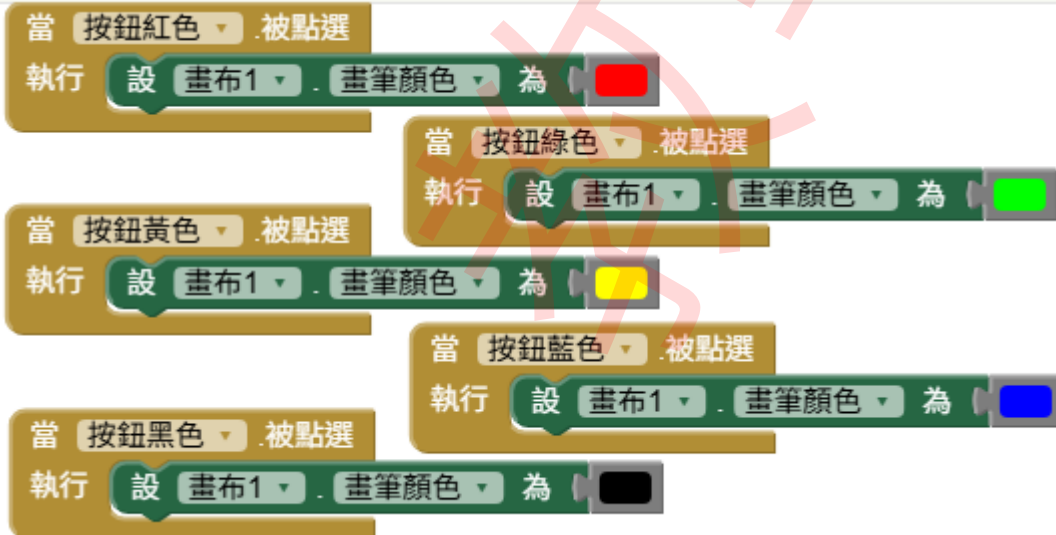 當 按鈕紅色 .被點選
執行 設 畫布1 . 畫筆顏色 為
當 按鈕綠色 .被點選
執行 設 畫布1 . 畫筆顏色 為
當 按鈕黃色 .被點選
執行 設 畫布1 . 畫筆顏色 為
當 按鈕藍色 .被點選
執行 設 畫布1 . 畫筆顏色 為
當 按鈕黑色 .被點選
執行 設 畫布1 . 畫筆顏色 為